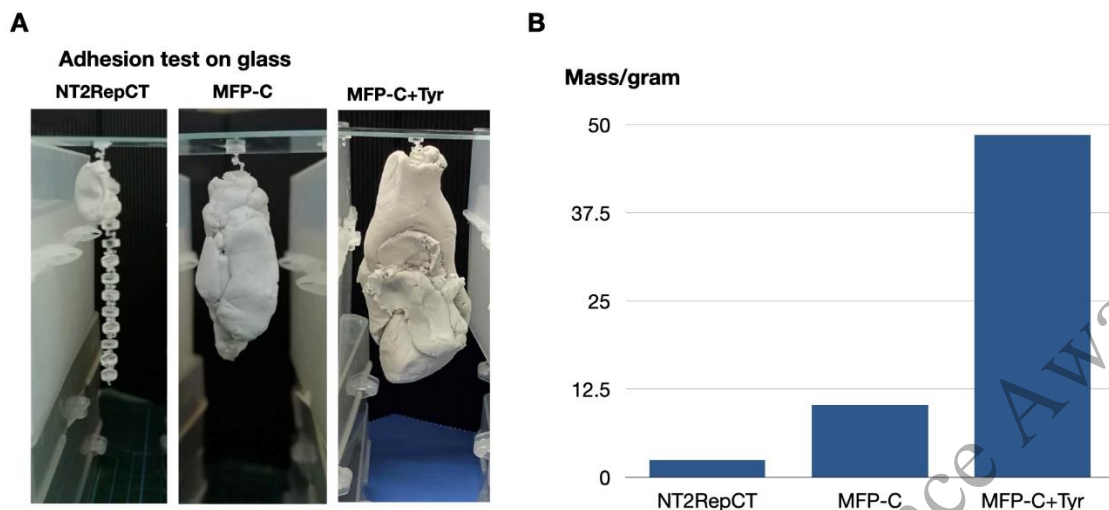 A
Adhesion test on glass
NT2RepCT
MFP-C
MFP-C+Tyr
B
Mass/gram
50
37.5
25
12.5
0
NT2RepCT
MFP-C
MFP-C+Tyr